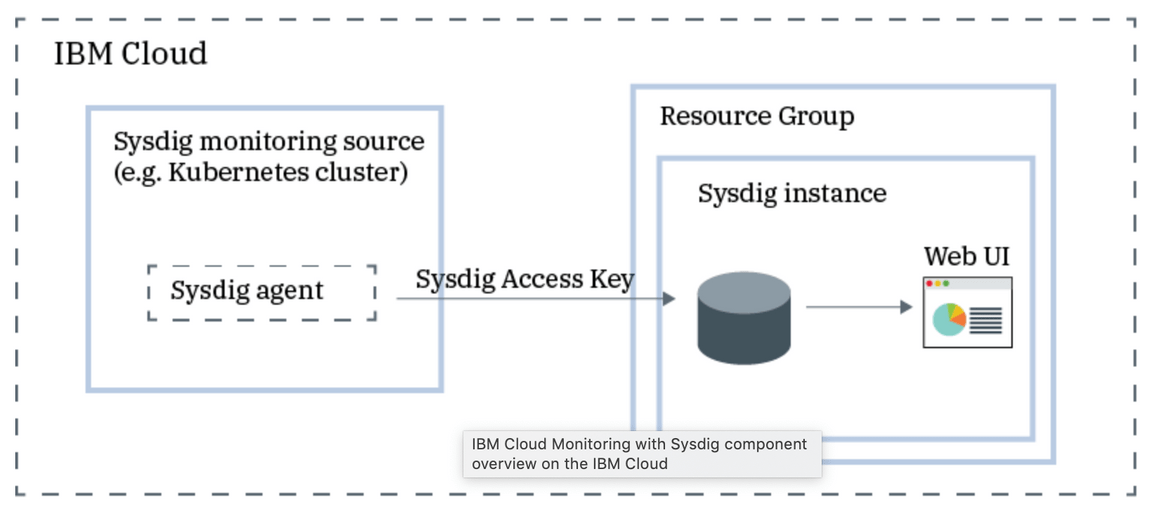 IBM Cloud
Sysdig monitoring source
(e.g. Kubernetes cluster)
Sysdig agent
Sysdig Access Key
Resource Group
Sysdig instance
Web UI
IBM Cloud Monitoring with Sysdig component
overview on the IBM Cloud